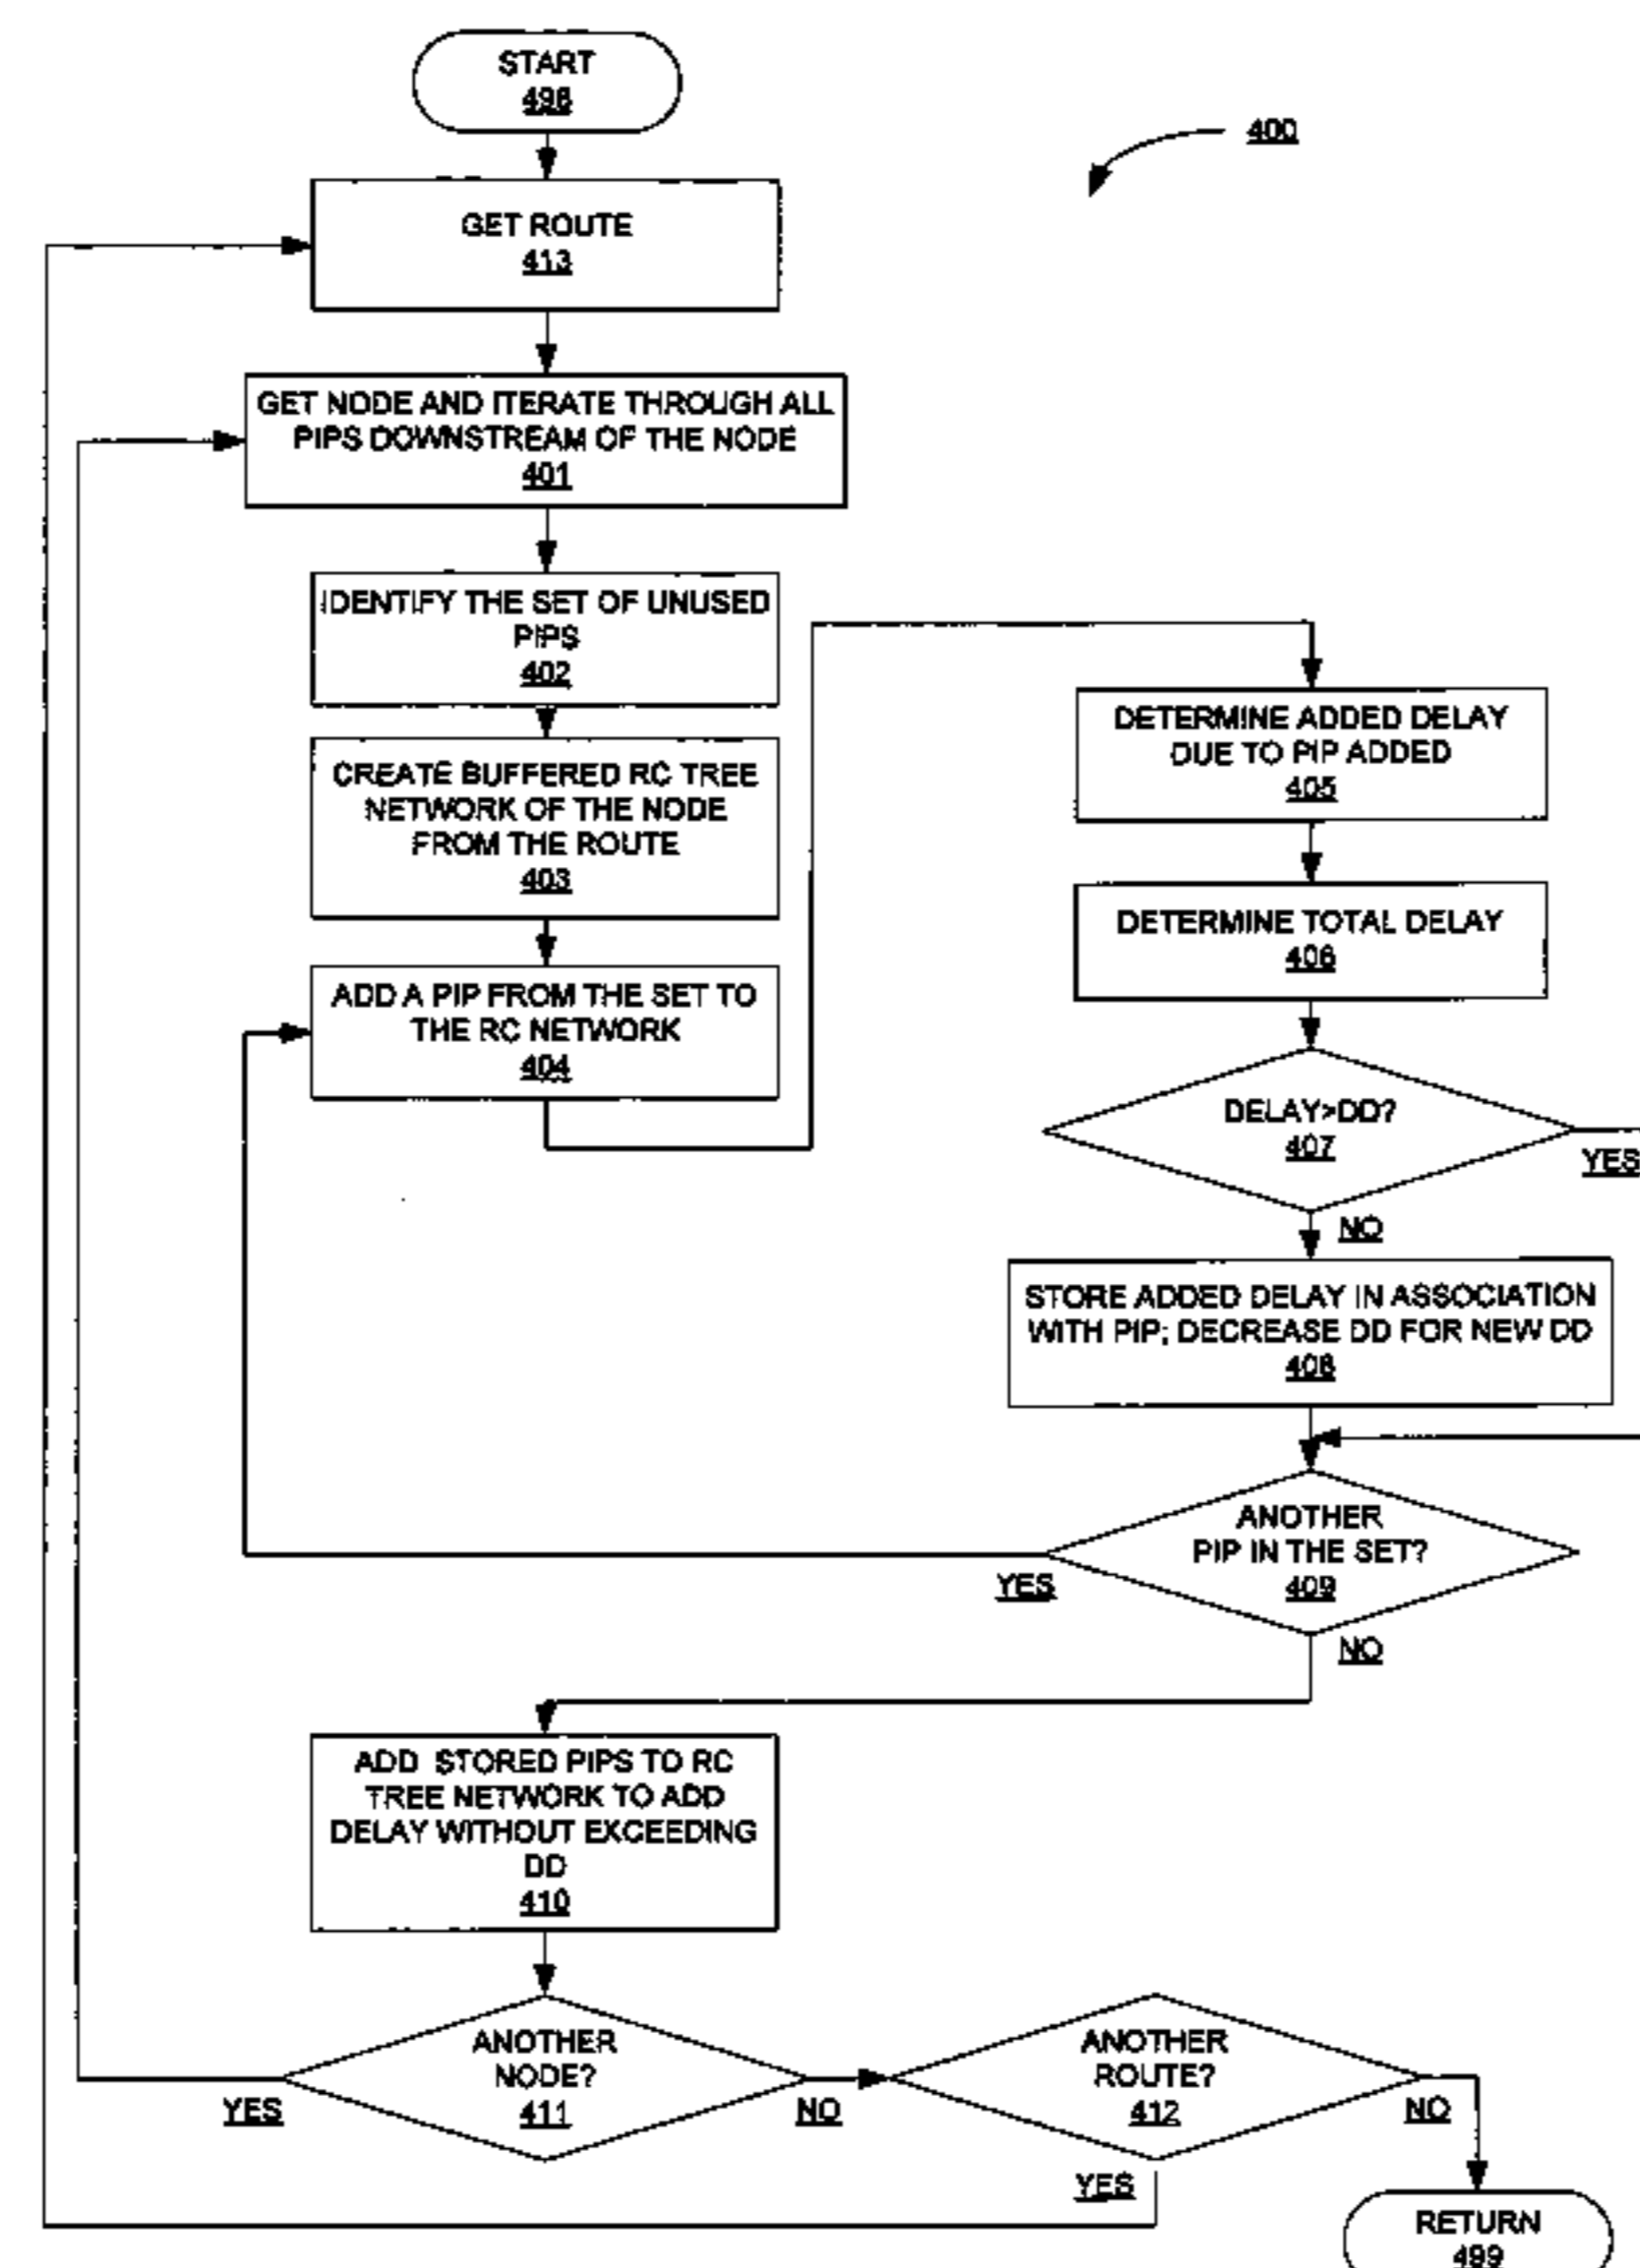 START
498
400
GET ROUTE
413
GET NODE AND ITERATE THROUGH ALL
PIPS DOWNSTREAM OF THE NODE
401
IDENTIFY THE SET OF UNUSED
PIPS
402
CREATE BUFFERED RC TREE
NETWORK OF THE NODE
FROM THE ROUTE
403
ADD A PIP FROM THE SET TO
THE RC NETWORK
404
DETERMINE ADDED DELAY
DUE TO PIP ADDED
405
DETERMINE TOTAL DELAY
406
DELAY>DD?
407
YES
NO
STORE ADDED DELAY IN ASSOCIATION
WITH PIP; DECREASE DD FOR NEW DD
408
ANOTHER
PIP IN THE SET?
409
YES
NO
ADD STORED PIPS TO RC
TREE NETWORK TO ADD
DELAY WITHOUT EXCEEDING
DD
410
ANOTHER
NODE?
411
YES
NO
ANOTHER
ROUTE?
412
NO
YES
RETURN
499